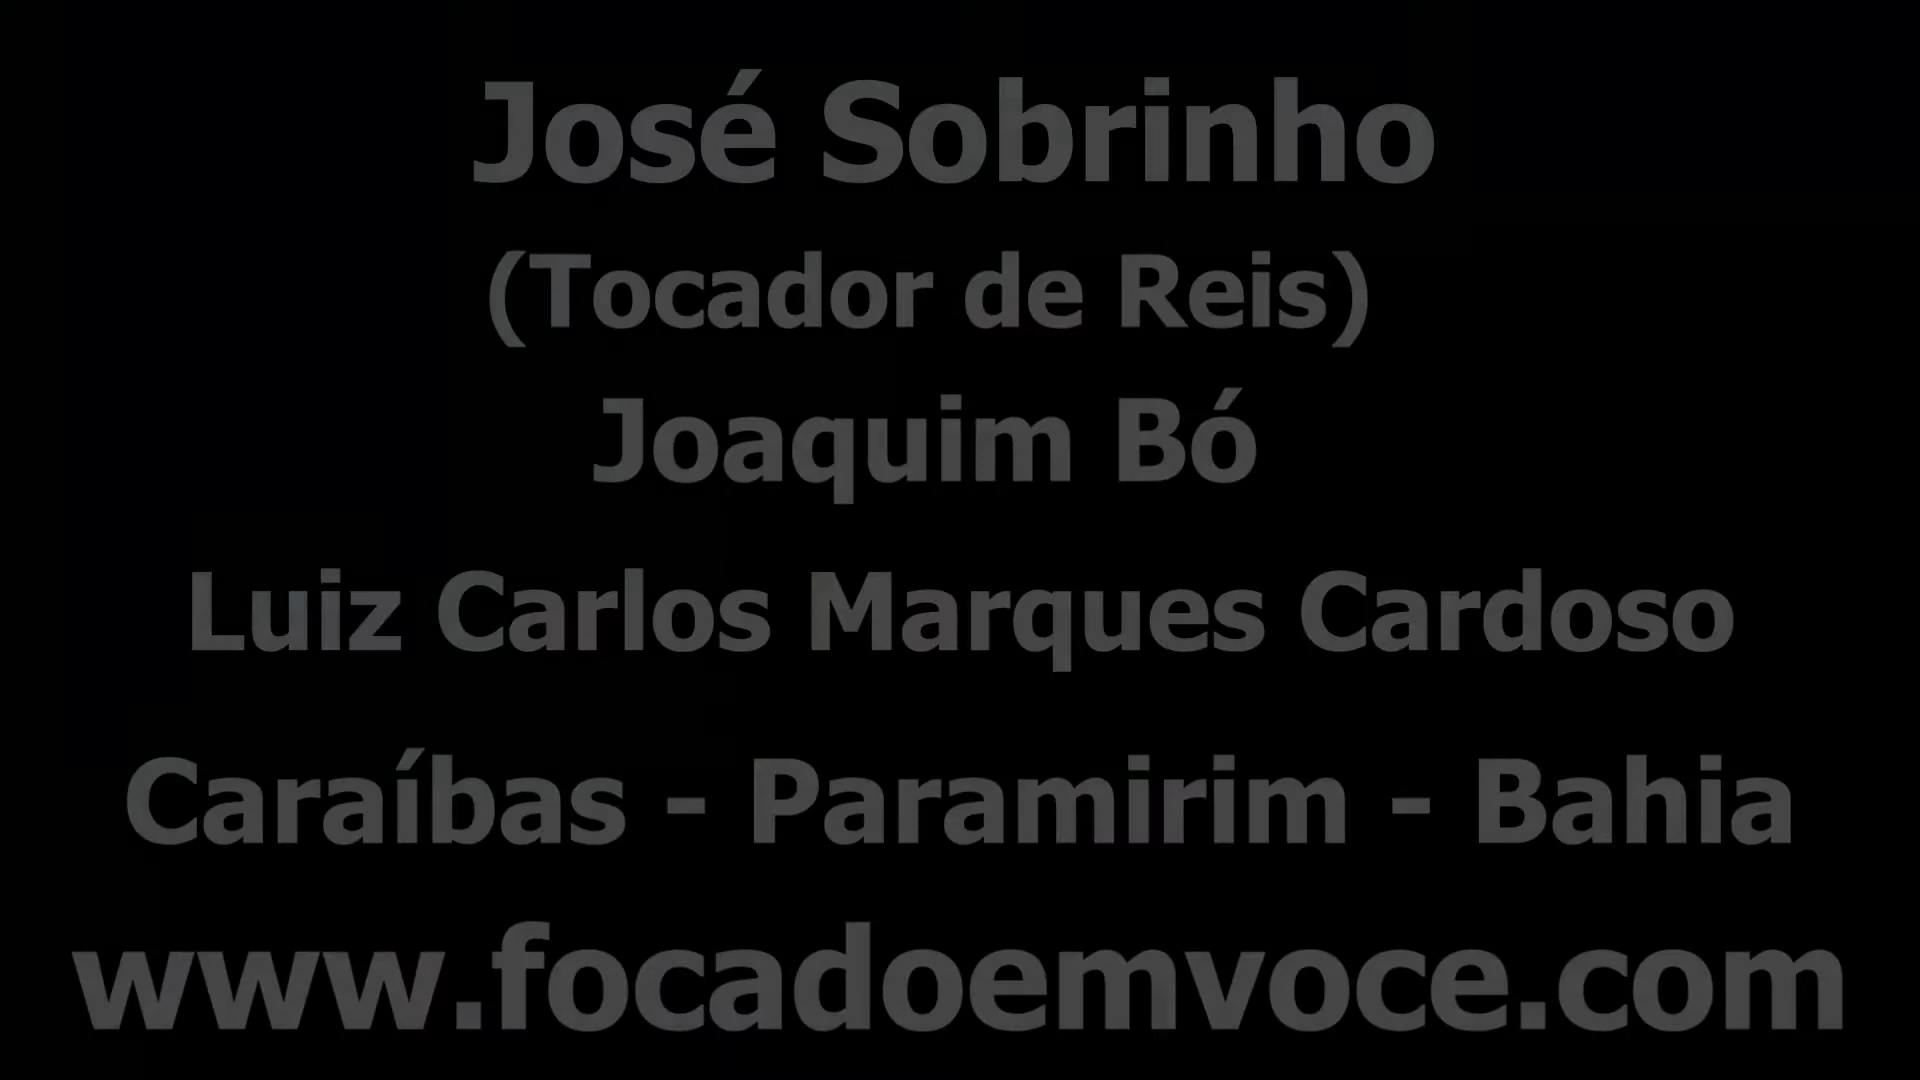 José Sobrinho
(Tocador de Reis)
Joaquim Bó
Luiz Carlos Marques Cardoso
Caraíbas - Paramirim - Bahia
www.focadoemvoce.com